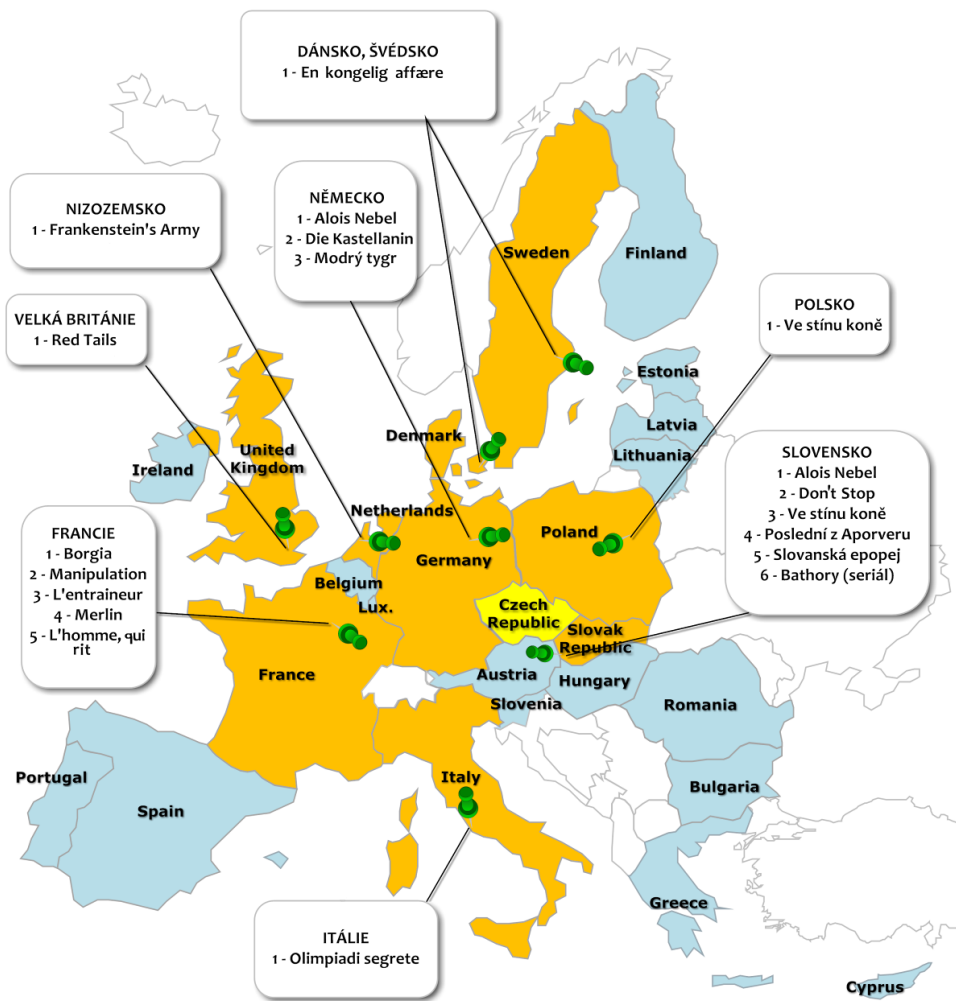 DÁNSKO, ŠVÉDSKO
1 - En kongelig affære
NIZOZEMSKO
1 - Frankenstein's Army
NĚMECKO
1 - Alois Nebel
2 - Die Kastellanin
3 - Modrý tygr
VELKÁ BRITÁNIE
1 - Red Tails
POLSKO
1 - Ve stínu koně
SLOVENSKO
1 - Alois Nebel
2 - Don't Stop
3 - Ve stínu koně
4 - Poslední z Aporveru
5 - Slovanská epopej
6 - Bathory (seriál)
FRANCIE
1 - Borgia
2 - Manipulation
3 - L'entraineur
4 - Merlin
5 - L'homme, qui
rit
ITÁLIE
1 - Olimpiadi segrete
Sweden
Finland
Estonia
Latvia
Lithuania
Denmark
United
Kingdom
Ireland
Netherlands
Poland
Germany
Belgium
Lux.
Czech
Republic
Slovak
Republic
France
Austria
Hungary
Slovenia
Romania
Italy
Portugal
Spain
Bulgaria
Greece
Cyprus